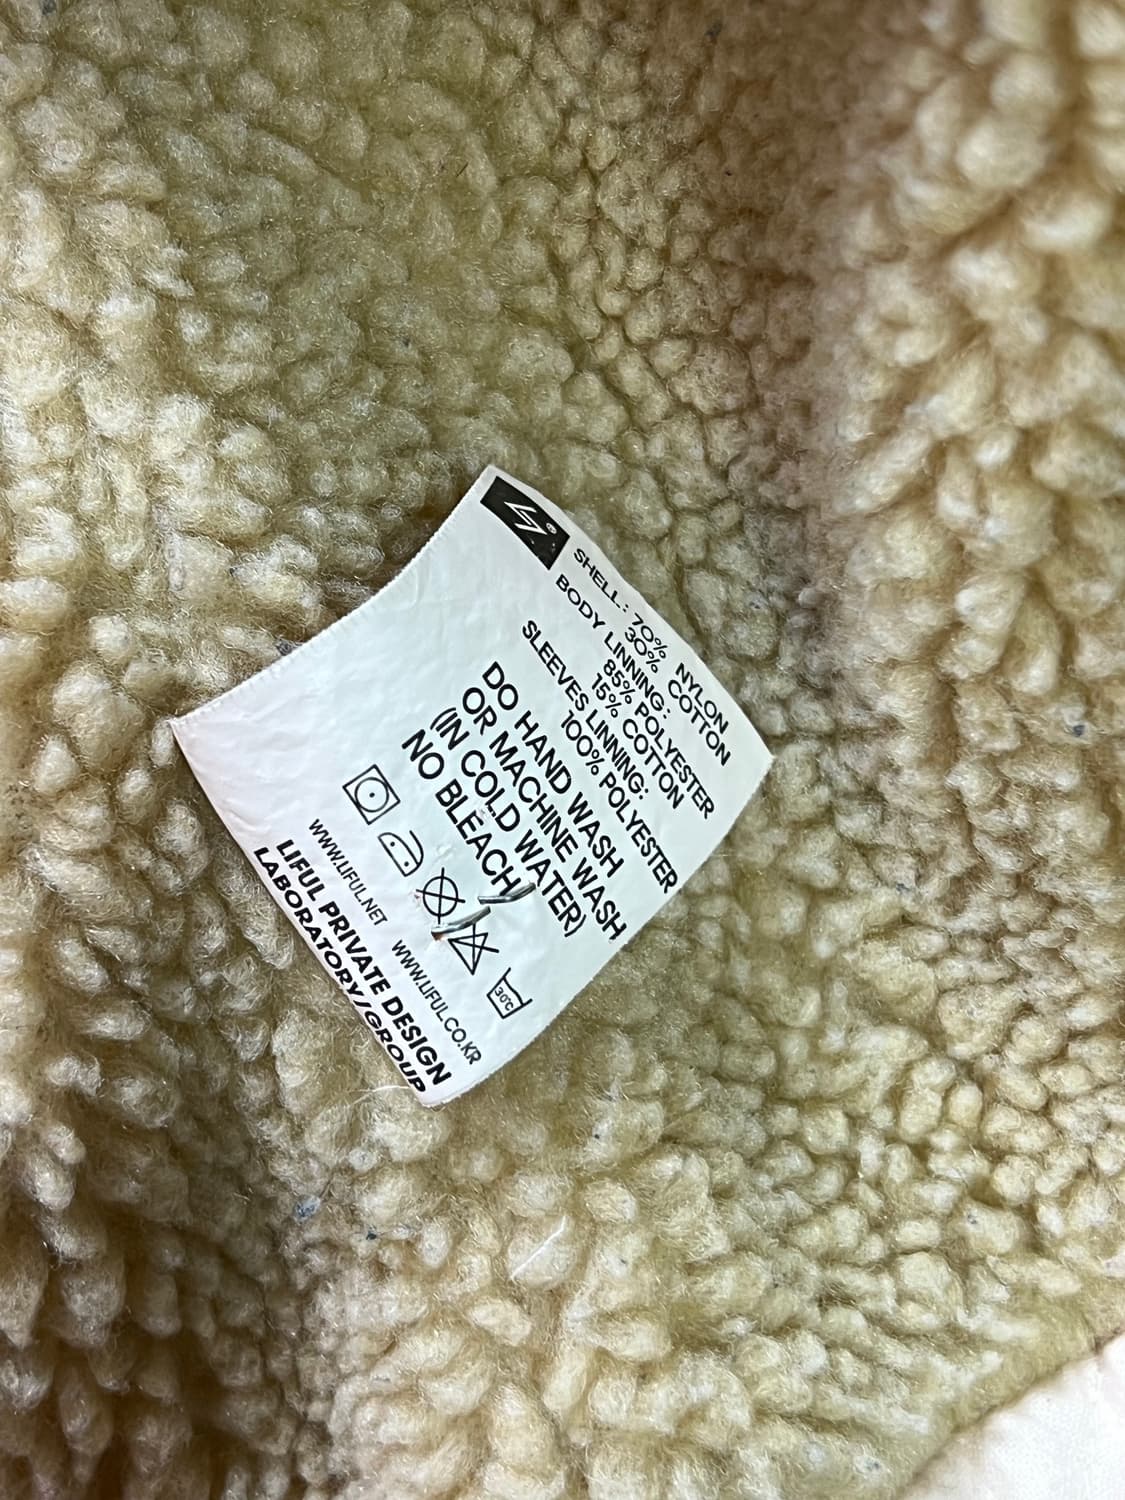 SHELL: 70% NYLON
30% COTTON
BODY LINNING:
85% POLYESTER
15% COTTON
SLEEVES LINNING:
100% POLYESTER
DO HAND WASH
OR MACHINE WASH
(IN COLD WATER)
NO BLEACH
30°C
WWW.LIFUL.NET WWW.LIFUL.CO.KR
LIFUL PRIVATE DESIGN
LABORATORY/GROUP